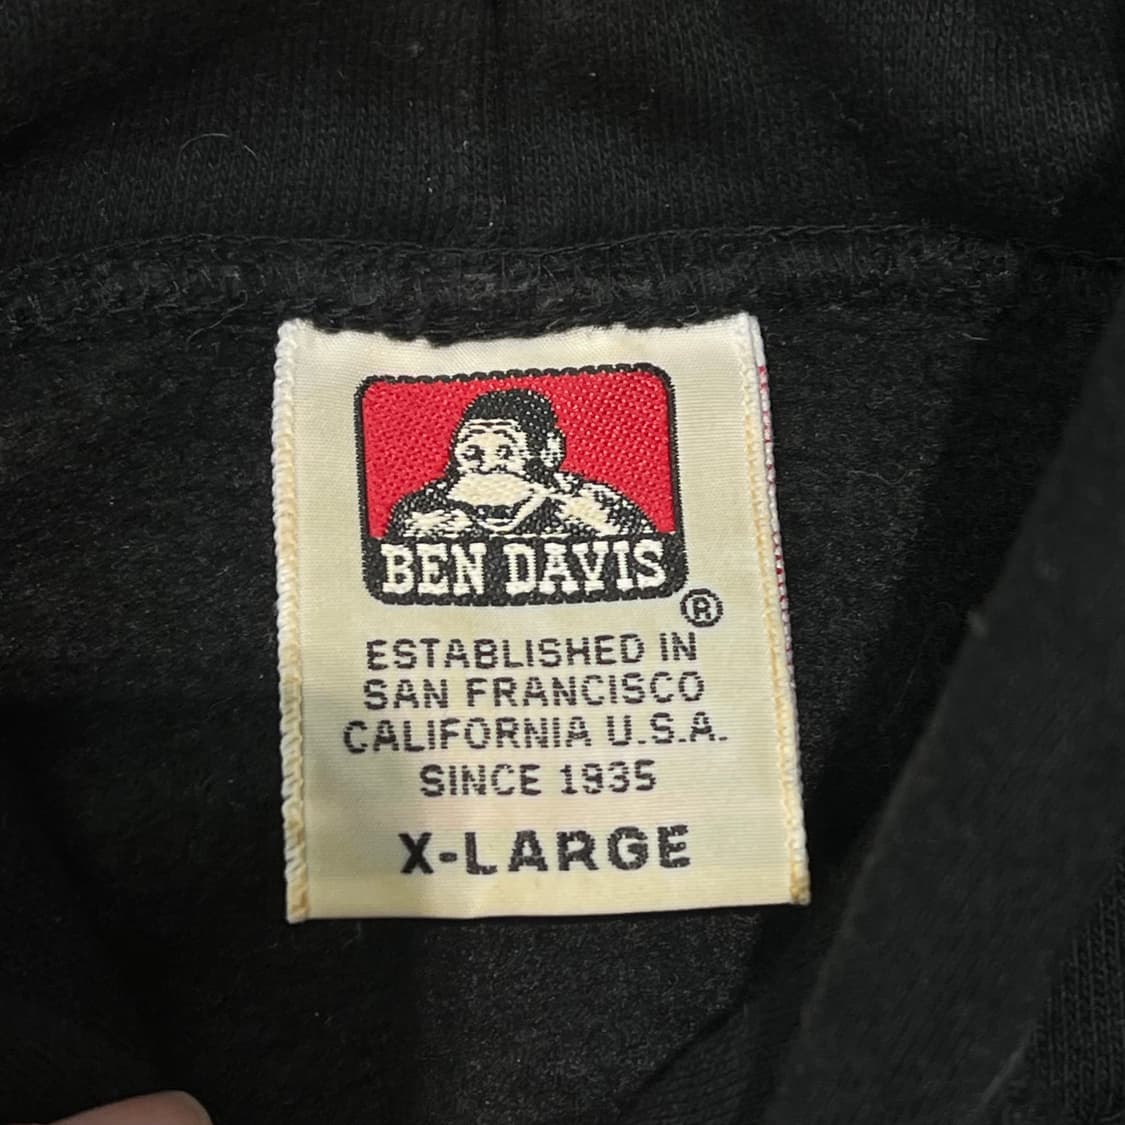 BEN DAVIS
®
ESTABLISHED IN
SAN FRANCISCO
CALIFORNIA U.S.A.
SINCE 1935
X-LARGE